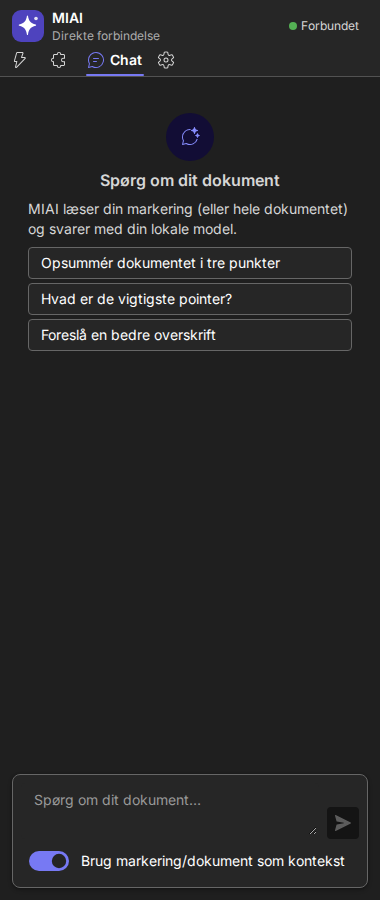 MIAI
Direkte forbindelse
Forbundet
Chat
Spørg om dit dokument
MIAI læser din markering (eller hele dokumentet)
og svarer med din lokale model.
Opsummér dokumentet i tre punkter
Hvad er de vigtigste pointer?
Foreslå en bedre overskrift
Spørg om dit dokument...
Brug markering/dokument som kontekst